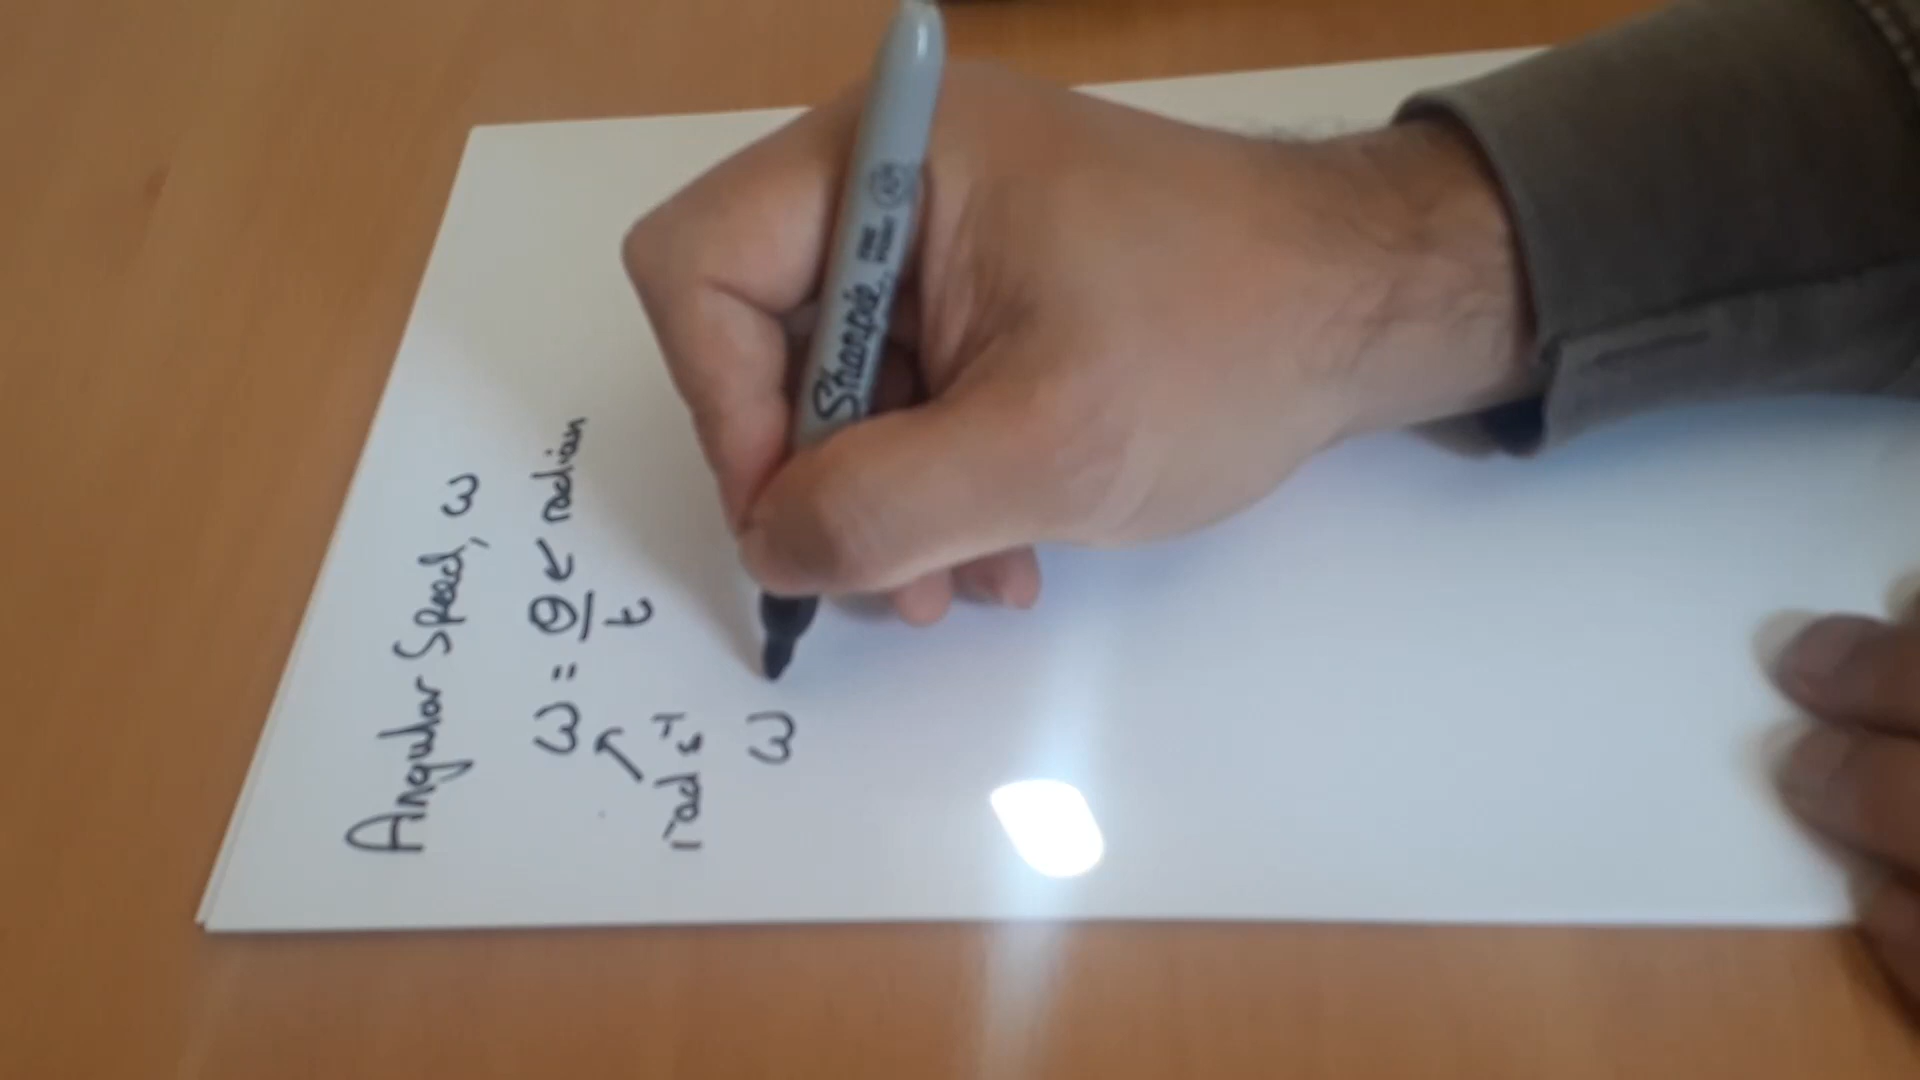 Angular Speed, ω
ω = θ/t ← radian
↗
rad s⁻¹
ω
Sharpie.